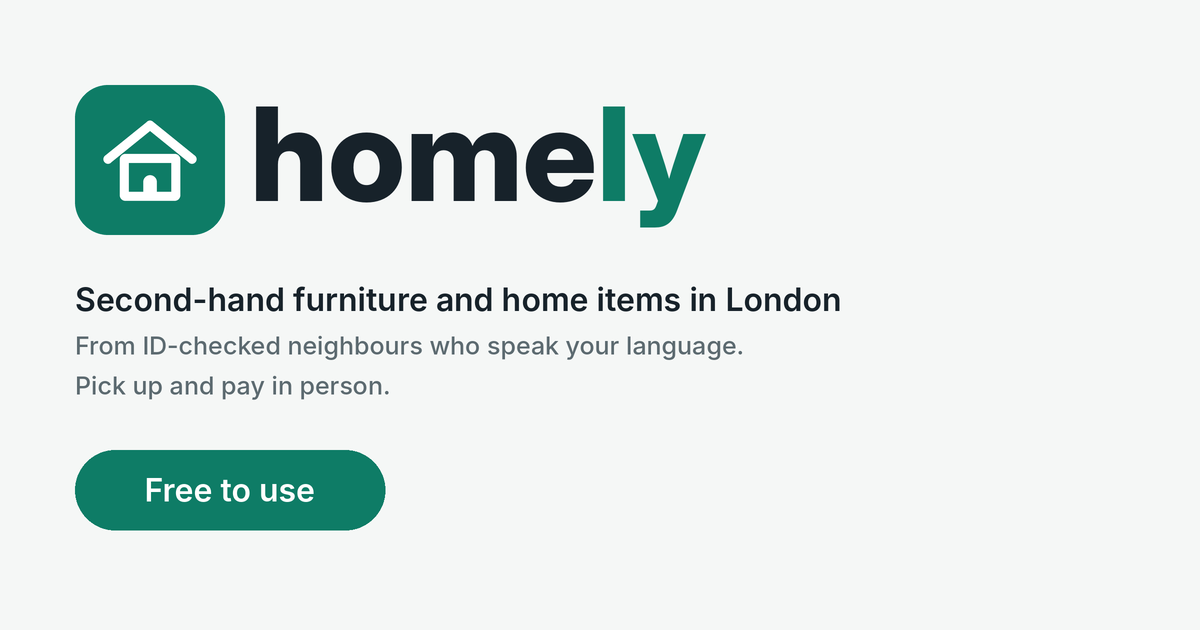 homely
Second-hand furniture and home items in London
From ID-checked neighbours who speak your language.
Pick up and pay in person.
Free to use